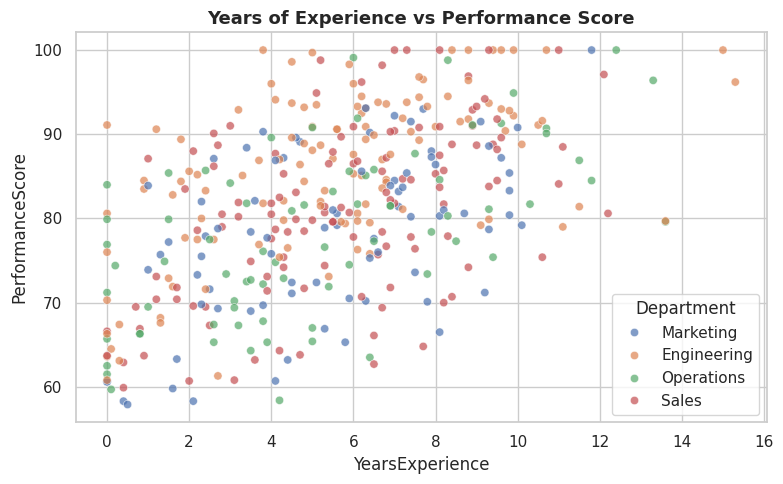 Years of Experience vs Performance Score
PerformanceScore
100
90
80
70
60
Department
Marketing
Engineering
Operations
Sales
0 2 4 6 8 10 12 14 16
YearsExperience